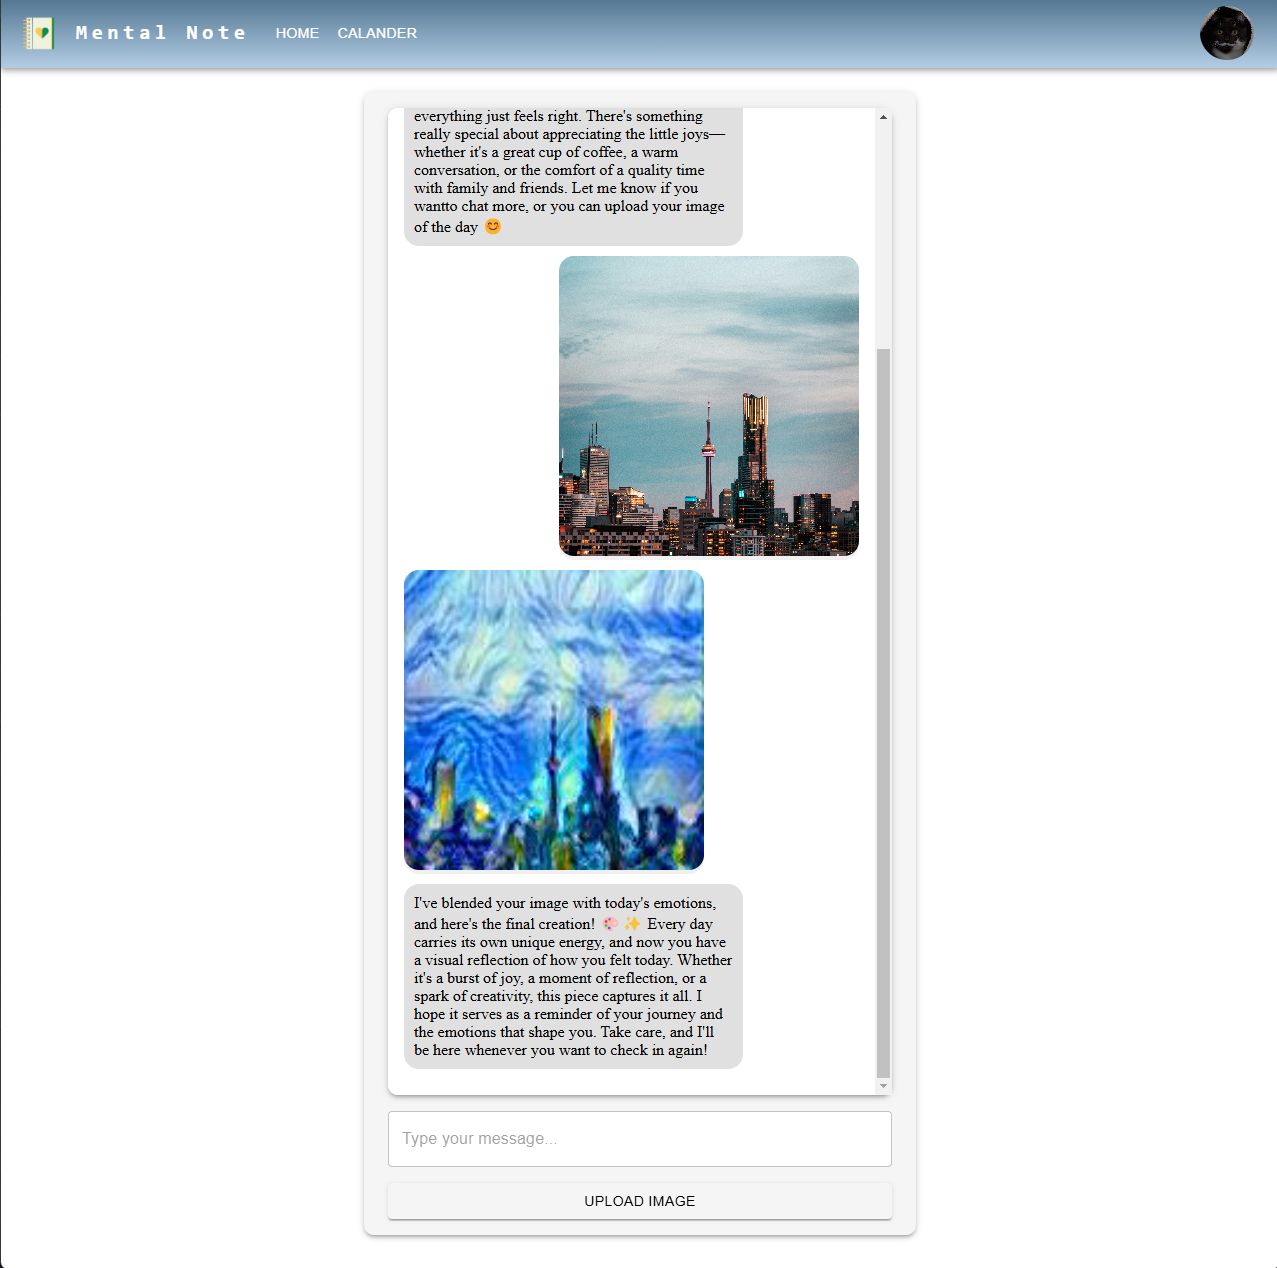 Mental Note
HOME
CALANDER
everything just feels right. There's something
really special about appreciating the little joys—
whether it's a great cup of coffee, a warm
conversation, or the comfort of a quality time
with family and friends. Let me know if you
wantto chat more, or you can upload your image
of the day 😊
I've blended your image with today's emotions,
and here's the final creation! 🎨 ✨ Every day
carries its own unique energy, and now you have
a visual reflection of how you felt today. Whether
it's a burst of joy, a moment of reflection, or a
spark of creativity, this piece captures it all. I
hope it serves as a reminder of your journey and
the emotions that shape you. Take care, and I'll
be here whenever you want to check in again!
Type your message...
UPLOAD IMAGE